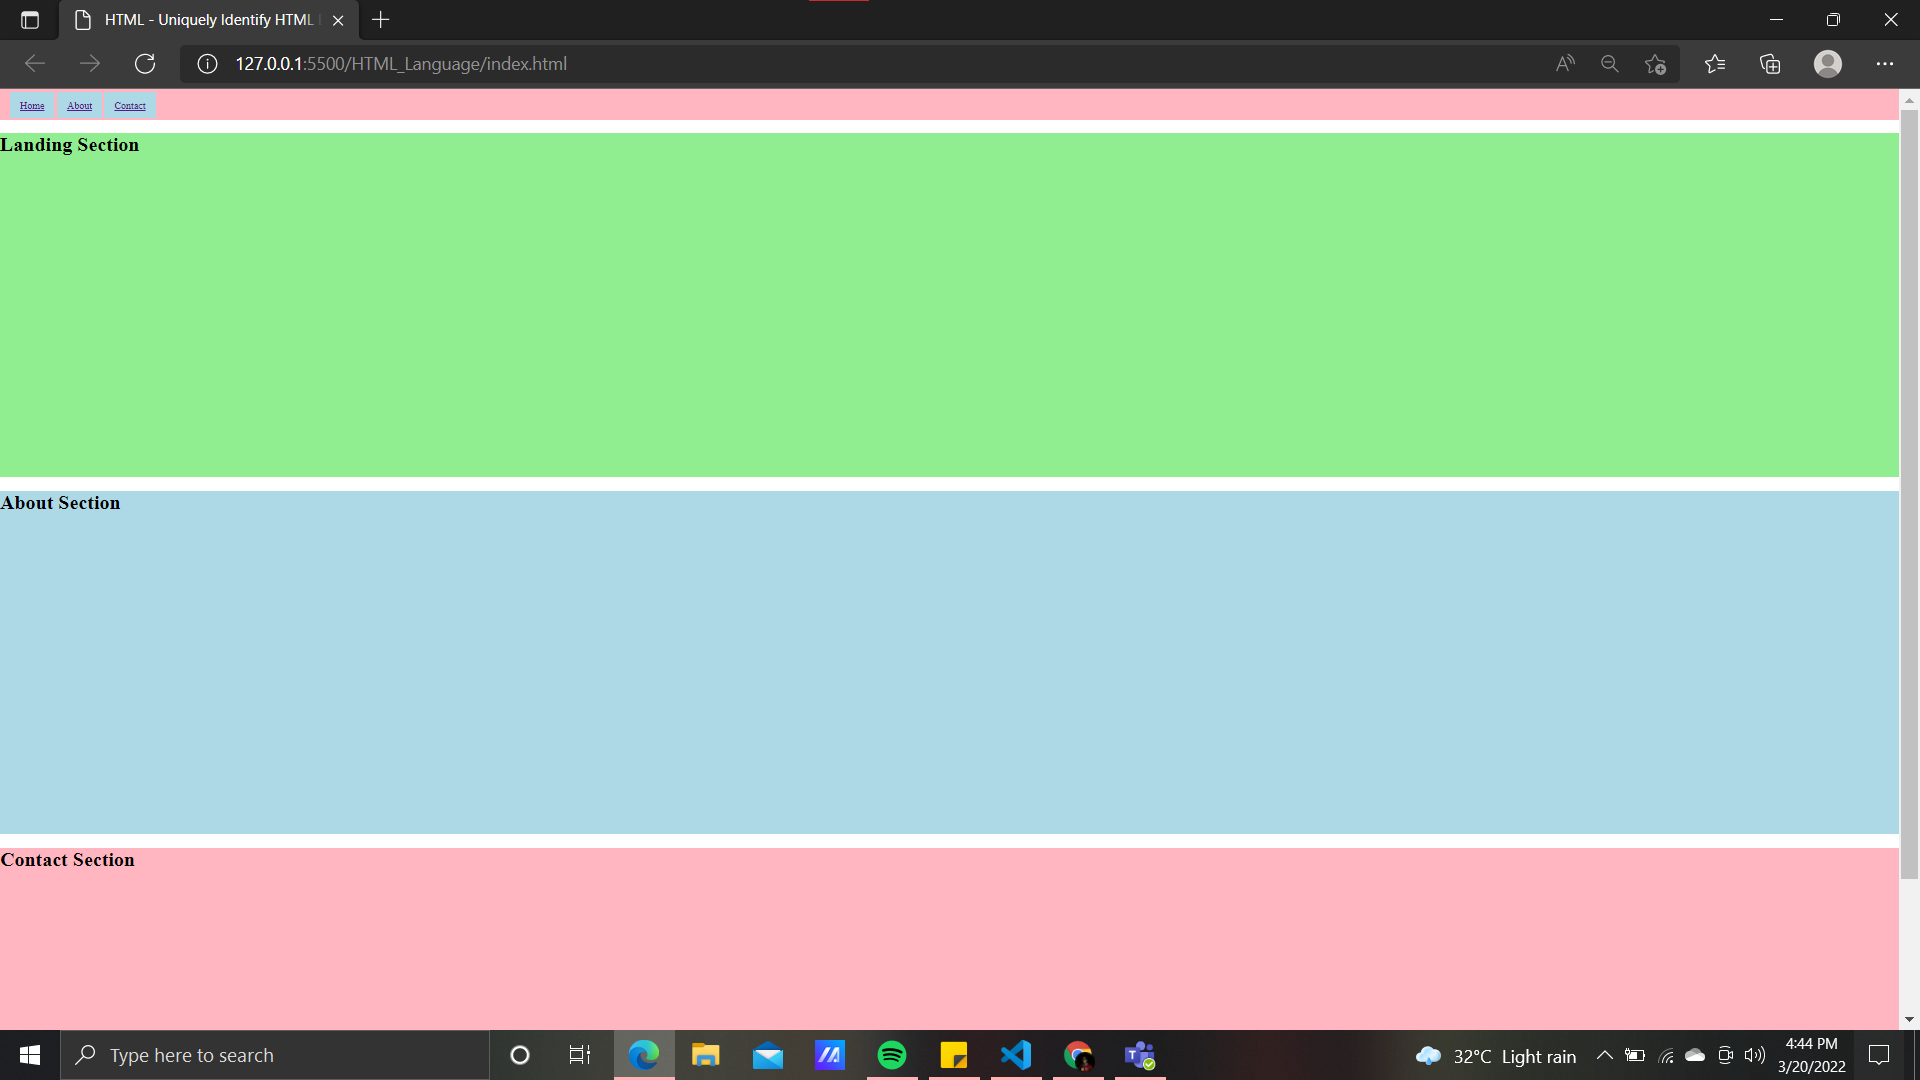 HTML - Uniquely Identify HTML
127.0.0.1:5500/HTML_Language/index.html
Home About Contact
Landing Section
About Section
Contact Section
Type here to search
32°C Light rain
4:44 PM
3/20/2022